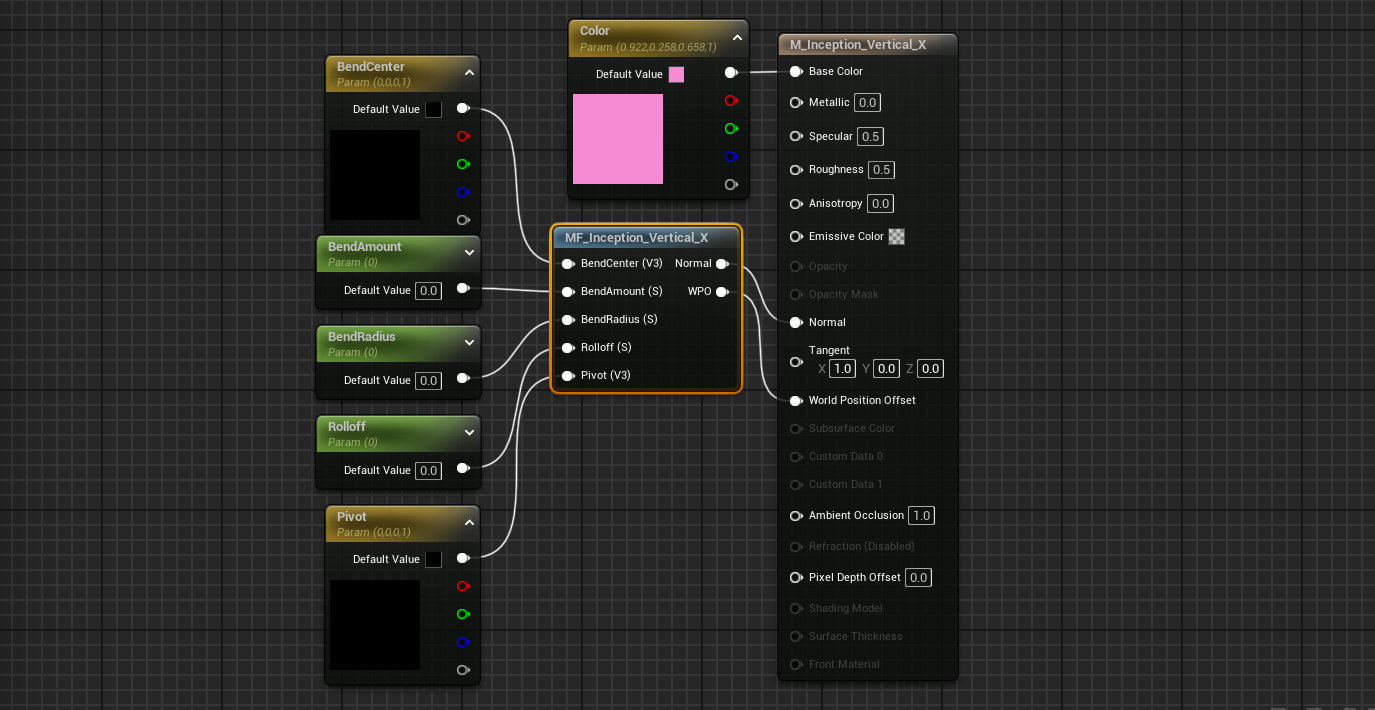 BendCenter
Param (0,0,0,1)
Default Value
BendAmount
Param (0)
Default Value 0.0
BendRadius
Param (0)
Default Value 0.0
Rolloff
Param (0)
Default Value 0.0
Pivot
Param (0,0,0,1)
Default Value
Color
Param (0.922,0.258,0.658,1)
Default Value
MF_Inception_Vertical_X
BendCenter (V3) Normal
BendAmount (S) WPO
BendRadius (S)
Rolloff (S)
Pivot (V3)
M_Inception_Vertical_X
Base Color
Metallic 0.0
Specular 0.5
Roughness 0.5
Anisotropy 0.0
Emissive Color
Opacity
Opacity Mask
Normal
Tangent
X 1.0 Y 0.0 Z 0.0
World Position Offset
Subsurface Color
Custom Data 0
Custom Data 1
Ambient Occlusion 1.0
Refraction (Disabled)
Pixel Depth Offset 0.0
Shading Model
Surface Thickness
Front Material